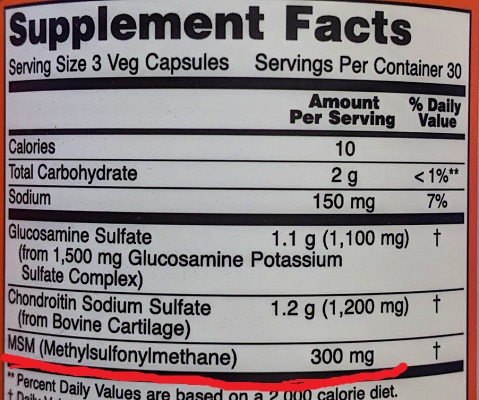 Supplement Facts
Serving Size 3 Veg Capsules Servings Per Container 30
Amount Per Serving % Daily Value
Calories 10
Total Carbohydrate 2 g < 1%**
Sodium 150 mg 7%
Glucosamine Sulfate 1.1 g (1,100 mg) †
(from 1,500 mg Glucosamine Potassium
Sulfate Complex)
Chondroitin Sodium Sulfate 1.2 g (1,200 mg) †
(from Bovine Cartilage)
MSM (Methylsulfonylmethane) 300 mg †
** Percent Daily Values are based on a 2,000 calorie diet.
† Daily